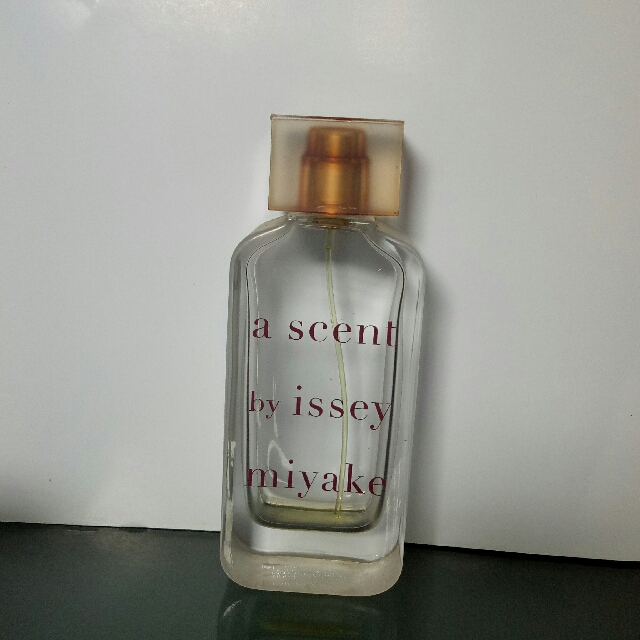 a scent
by issey
miyake